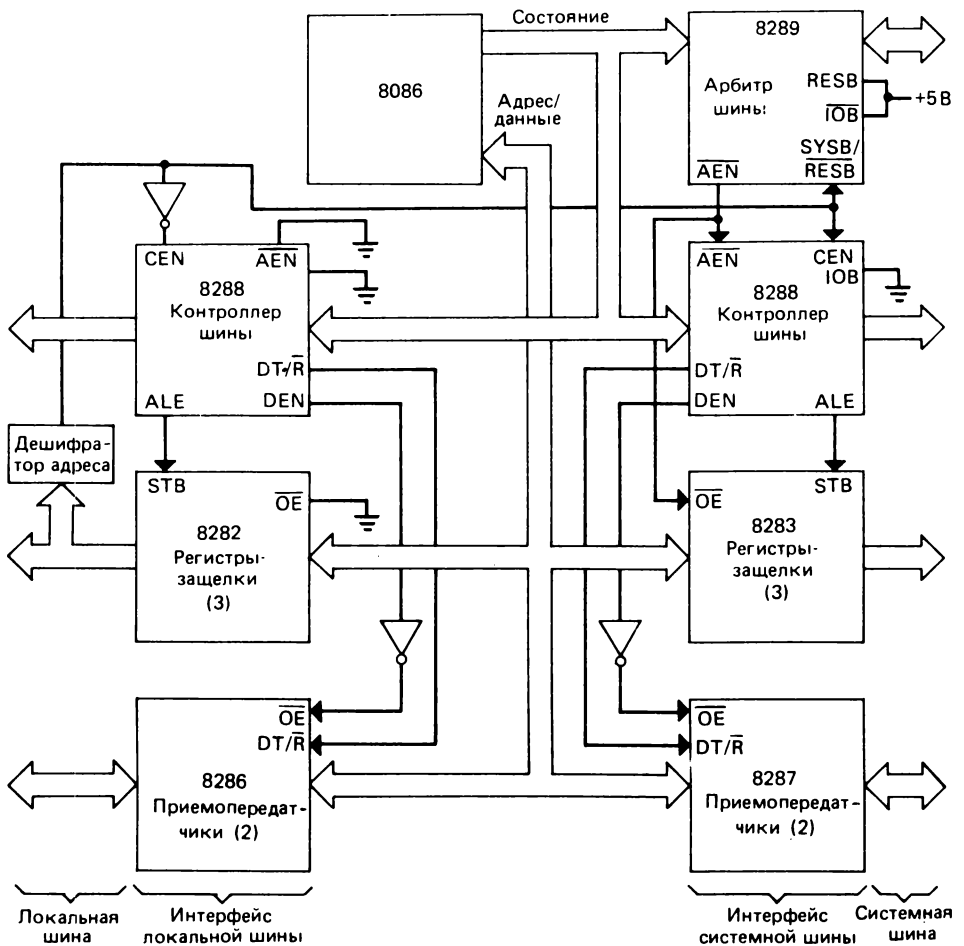 Состояние
8086
Адрес/
данные
8289
Арбитр
шины
RESB
IOB
+5В
SYSB/
RESB
AEN
CEN
AEN
8288
Контроллер
шины
DT/R
DEN
ALE
AEN
CEN
IOB
8288
Контроллер
шины
DT/R
DEN
ALE
Дешифра-
тор адреса
STB
OE
8282
Регистры-
защелки
(3)
OE
STB
8283
Регистры-
защелки
(3)
OE
DT/R
8286
Приемопередат-
чики (2)
OE
DT/R
8287
Приемопередат-
чики (2)
Локальная
шина
Интерфейс
локальной шины
Интерфейс
системной шины
Системная
шина